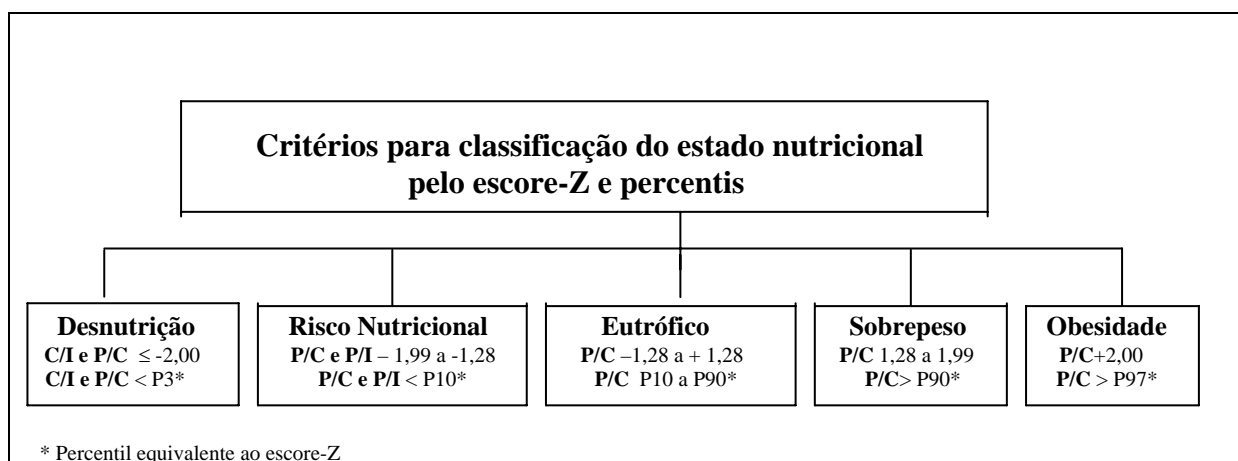 Critérios para classificação do estado nutricional
pelo escore-Z e percentis
Desnutrição
C/I e P/C ≤ -2,00
C/I e P/C < P3*
Risco Nutricional
P/C e P/I – 1,99 a -1,28
P/C e P/I < P10*
Eutrófico
P/C –1,28 a + 1,28
P/C P10 a P90*
Sobrepeso
P/C 1,28 a 1,99
P/C> P90*
Obesidade
P/C+2,00
P/C > P97*
* Percentil equivalente ao escore-Z